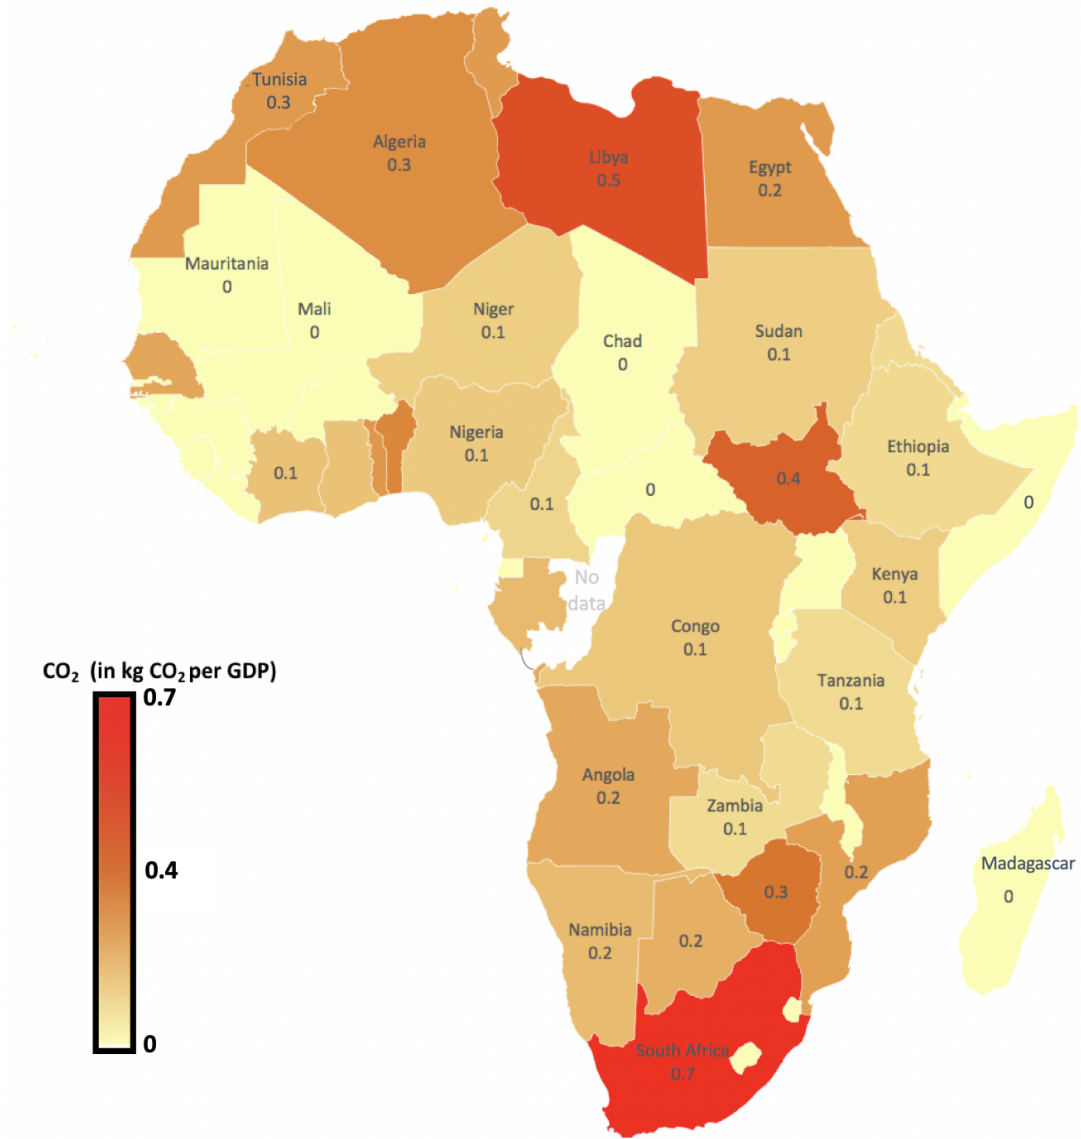 Tunisia
0.3
Algeria
0.3
Libya
0.5
Egypt
0.2
Mauritania
0
Mali
0
Niger
0.1
Chad
0
Sudan
0.1
Nigeria
0.1
Ethiopia
0.1
0.1
0.4
0
0
0.1
No
data
Kenya
0.1
Congo
0.1
CO₂ (in kg CO₂ per GDP)
0.7
0.4
0
Tanzania
0.1
Angola
0.2
Zambia
0.1
0.2
Madagascar
0
0.3
Namibia
0.2
0.2
South Africa
0.7